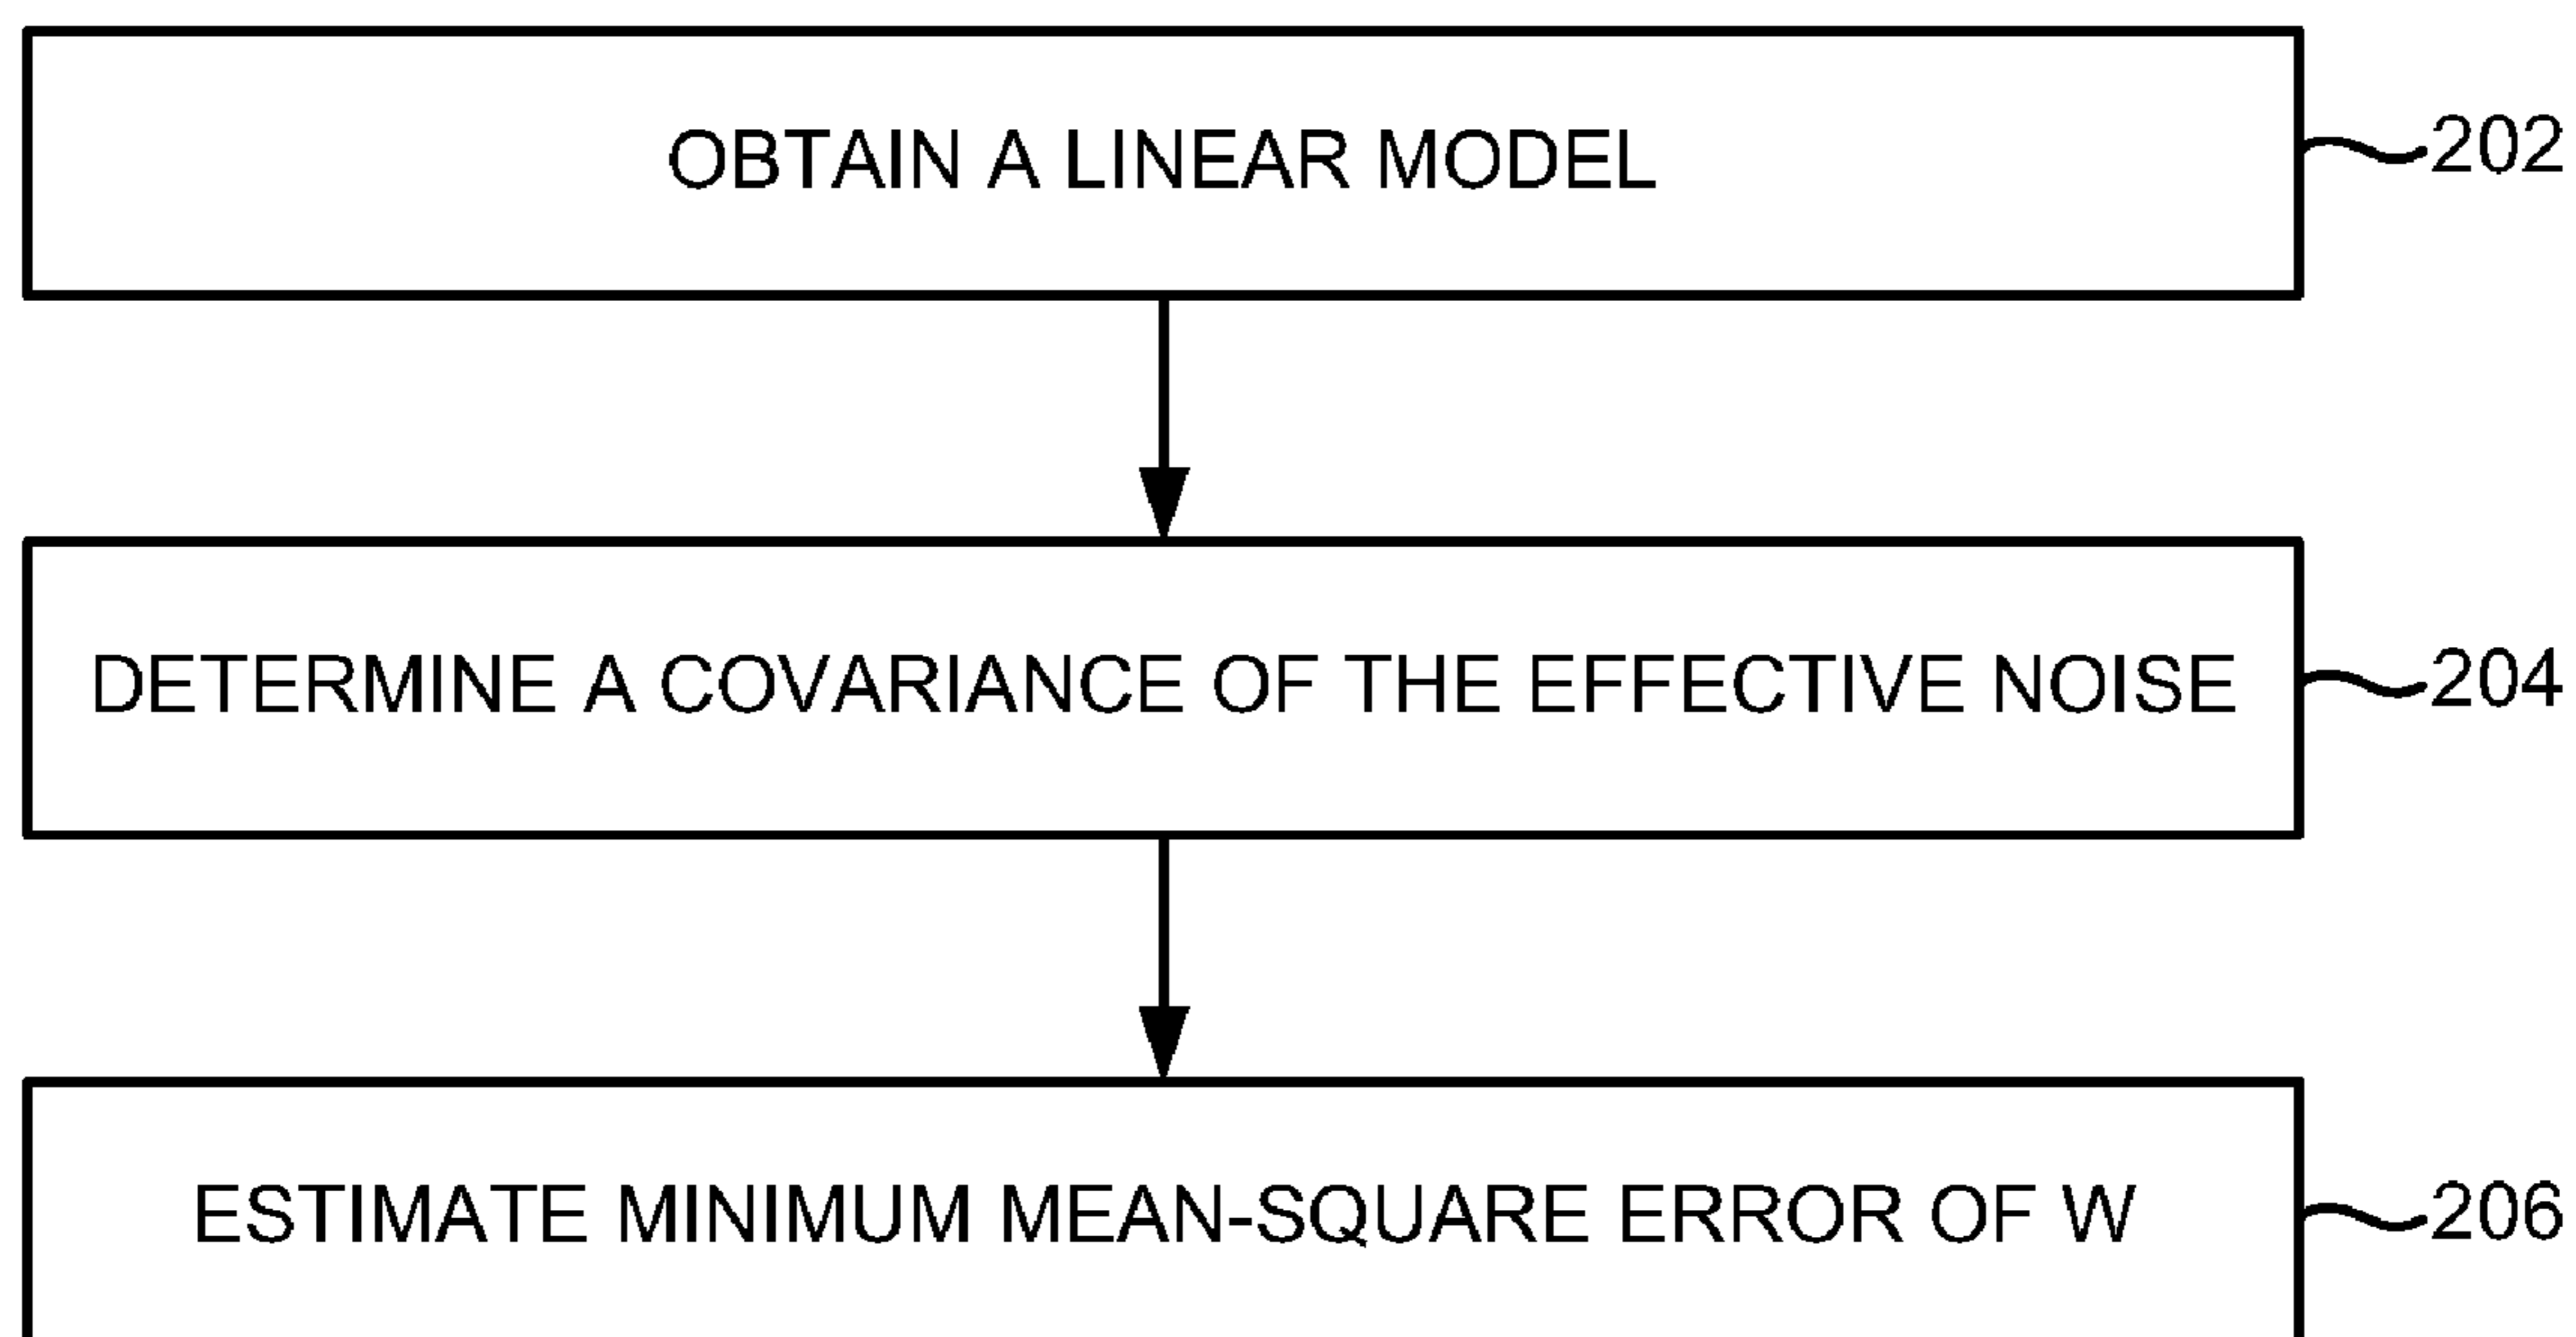 OBTAIN A LINEAR MODEL
202
DETERMINE A COVARIANCE OF THE EFFECTIVE NOISE
204
ESTIMATE MINIMUM MEAN-SQUARE ERROR OF W
206